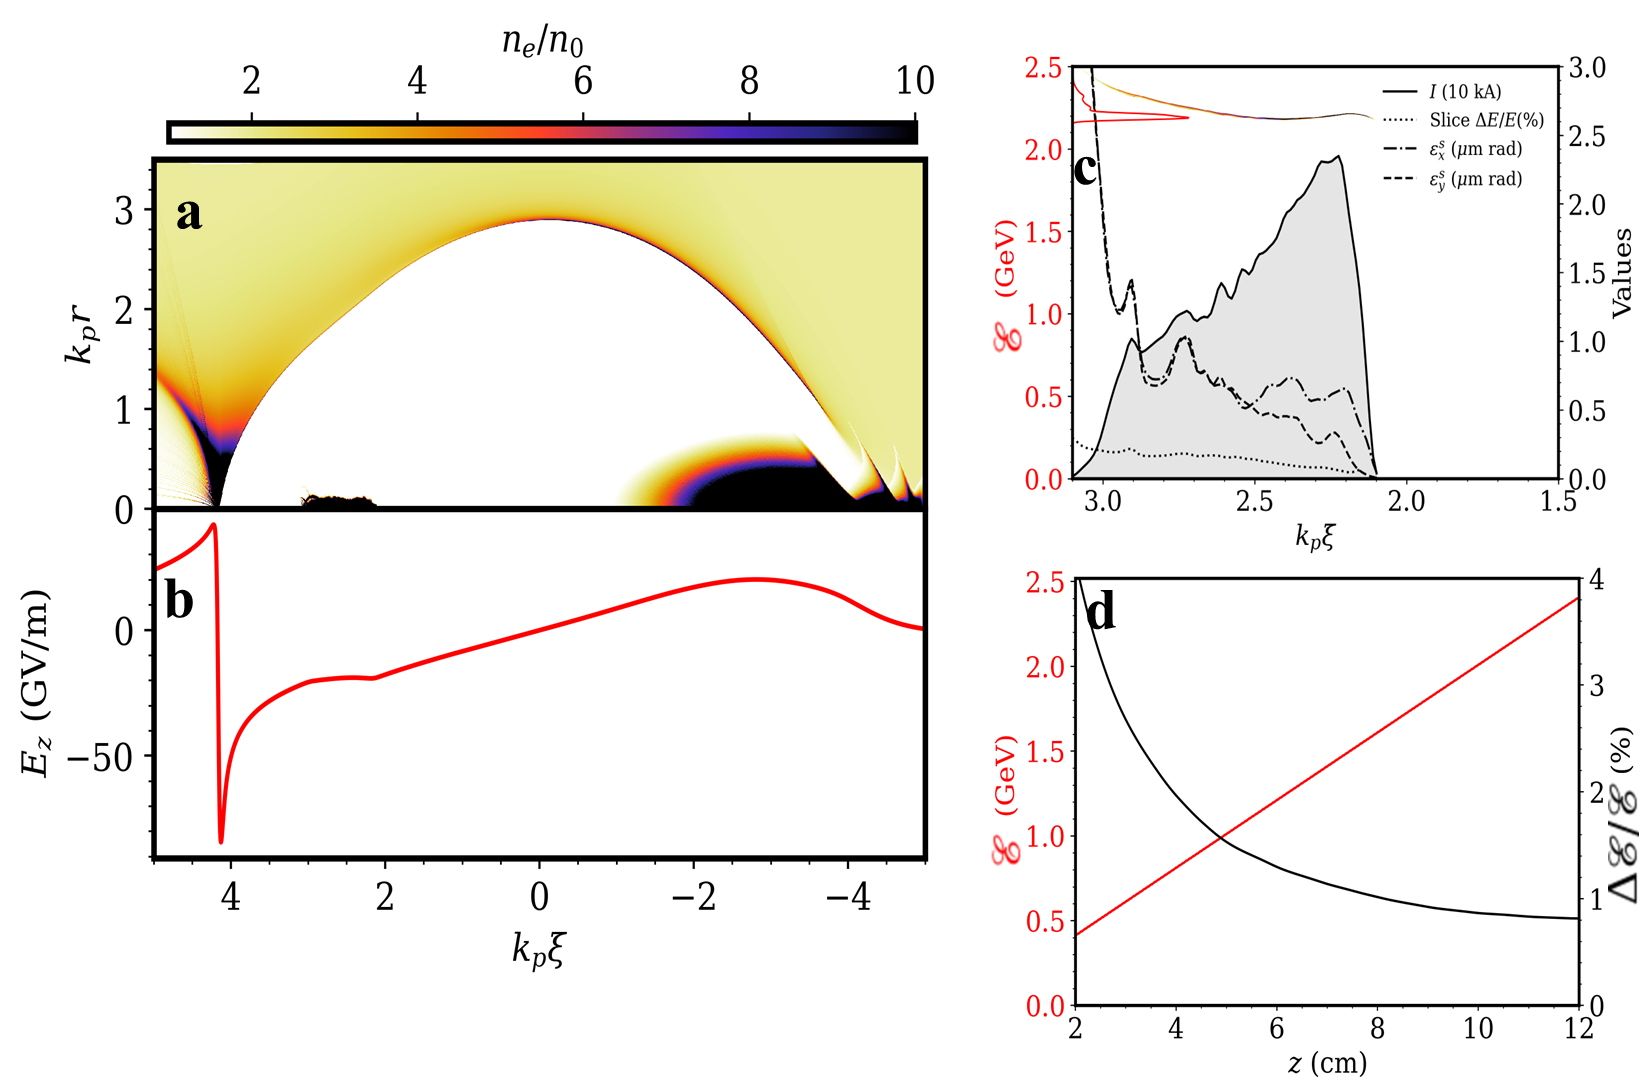 n_e/n_0
2 4 6 8 10
a
k_p r
3
2
1
0
b
E_z (GV/m)
0
−50
4 2 0 −2 −4
k_pξ
c
ℰ (GeV)
2.5
2.0
1.5
1.0
0.5
0.0
I (10 kA)
Slice ΔE/E(%)
ε_x^s (μm rad)
ε_y^s (μm rad)
3.0
2.5
2.0
1.5
1.0
0.5
0.0
Values
3.0 2.5 2.0 1.5
k_pξ
d
ℰ (GeV)
2.5
2.0
1.5
1.0
0.5
0.0
4
3
2
1
0
Δℰ/ℰ (%)
2 4 6 8 10 12
z (cm)